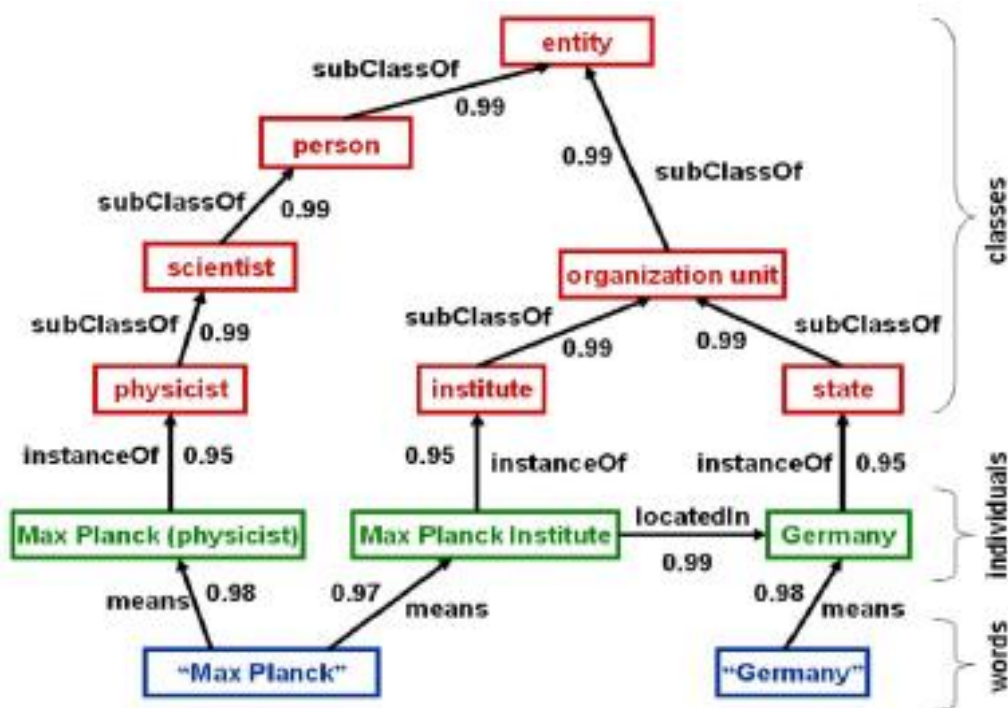 entity
subClassOf
0.99
person
0.99
subClassOf
subClassOf
0.99
scientist
organization unit
subClassOf
0.99
subClassOf
0.99
0.99
subClassOf
physicist
institute
state
instanceOf
0.95
0.95
instanceOf
instanceOf
0.95
Max Planck (physicist)
Max Planck Institute
locatedIn
0.99
Germany
means
0.98
0.97
means
0.98
means
“Max Planck”
“Germany”
classes
individuals
words